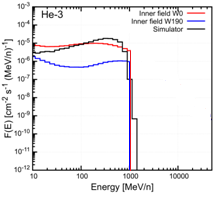 He-3
Inner field W0
Inner field W190
Simulator
F(E) [cm-2 s-1 (MeV/n)-1]
10-3
10-4
10-5
10-6
10-7
10-8
10-9
10-10
10-11
10-12
10 100 1000 10000
Energy [MeV/n]